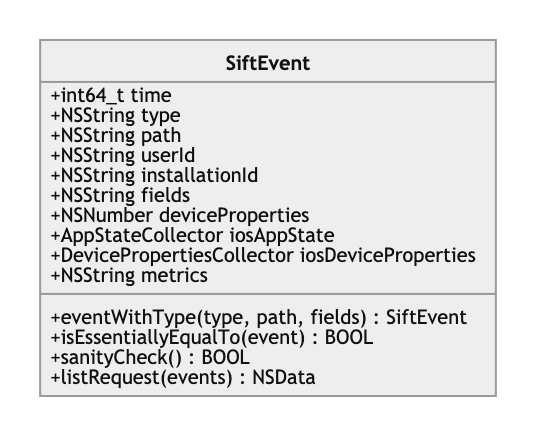 SiftEvent
+int64_t time
+NSString type
+NSString path
+NSString userId
+NSString installationId
+NSString fields
+NSNumber deviceProperties
+AppStateCollector iosAppState
+DevicePropertiesCollector iosDeviceProperties
+NSString metrics
+eventWithType(type, path, fields) : SiftEvent
+isEssentiallyEqualTo(event) : BOOL
+sanityCheck() : BOOL
+listRequest(events) : NSData